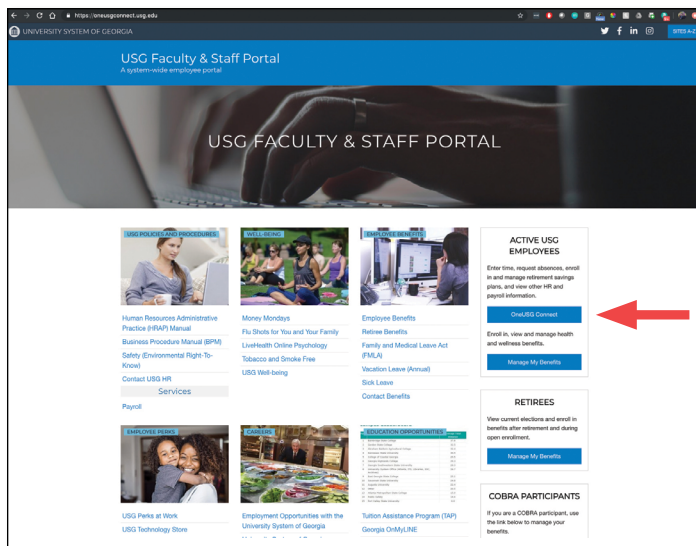 https://oneusgconnect.usg.edu
UNIVERSITY SYSTEM OF GEORGIA
SITES A-Z
USG Faculty & Staff Portal
A system-wide employee portal
USG FACULTY & STAFF PORTAL
USG POLICIES AND PROCEDURES
Human Resources Administrative
Practice (HRAP) Manual
Business Procedure Manual (BPM)
Safety (Environmental Right-To-
Know)
Contact USG HR
Services
Payroll
WELL-BEING
Money Mondays
Flu Shots for You and Your Family
LiveHealth Online Psychology
Tobacco and Smoke Free
USG Well-being
EMPLOYEE BENEFITS
Employee Benefits
Retiree Benefits
Family and Medical Leave Act
(FMLA)
Vacation Leave (Annual)
Sick Leave
Contact Benefits
ACTIVE USG
EMPLOYEES
Enter time, request absences, enroll
in and manage retirement savings
plans, and view other HR and
payroll information.
OneUSG Connect
Enroll in, view and manage health
and wellness benefits.
Manage My Benefits
RETIREES
View current elections and enroll in
benefits after retirement and during
open enrollment.
Manage My Benefits
COBRA PARTICIPANTS
If you are a COBRA participant, use
the link below to manage your
benefits.
EMPLOYEE PERKS
USG Perks at Work
USG Technology Store
CAREERS
Employment Opportunities with the
University System of Georgia
EDUCATION OPPORTUNITIES
Tuition Assistance Program (TAP)
Georgia OnMyLINE